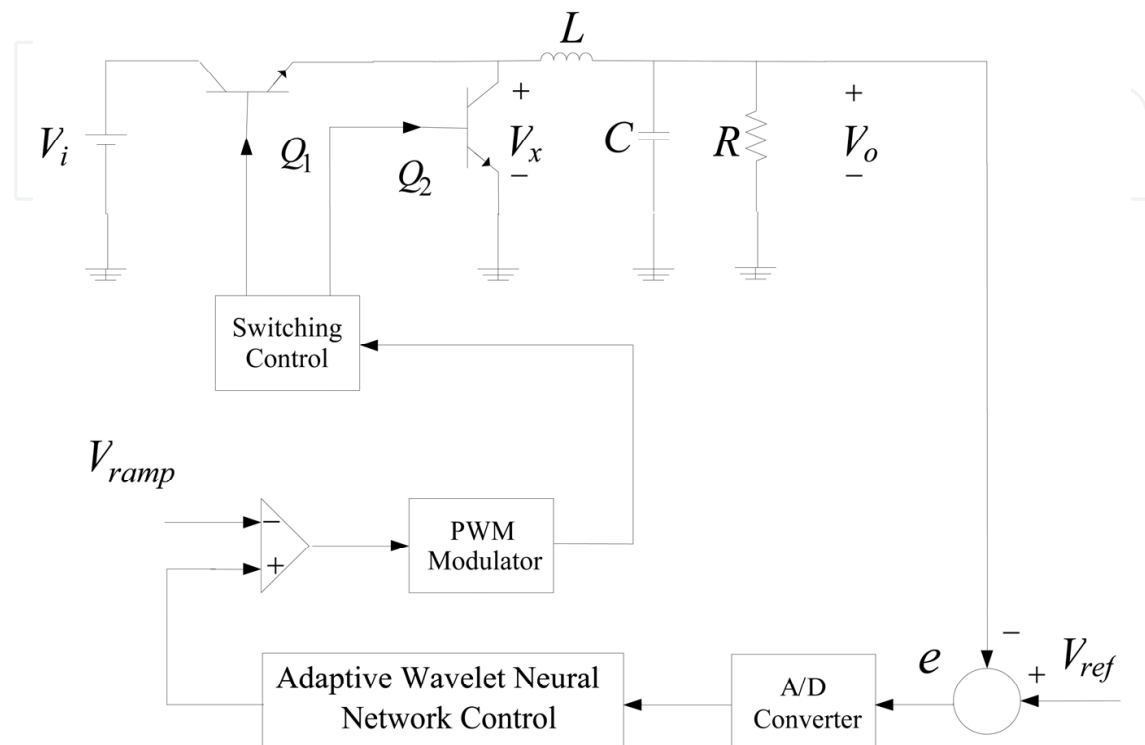 L
+
+
V_i
Q_1
Q_2
V_x
C
R
V_o
−
−
Switching
Control
V_ramp
−
+
PWM
Modulator
−
e
+
V_ref
Adaptive Wavelet Neural
Network Control
A/D
Converter